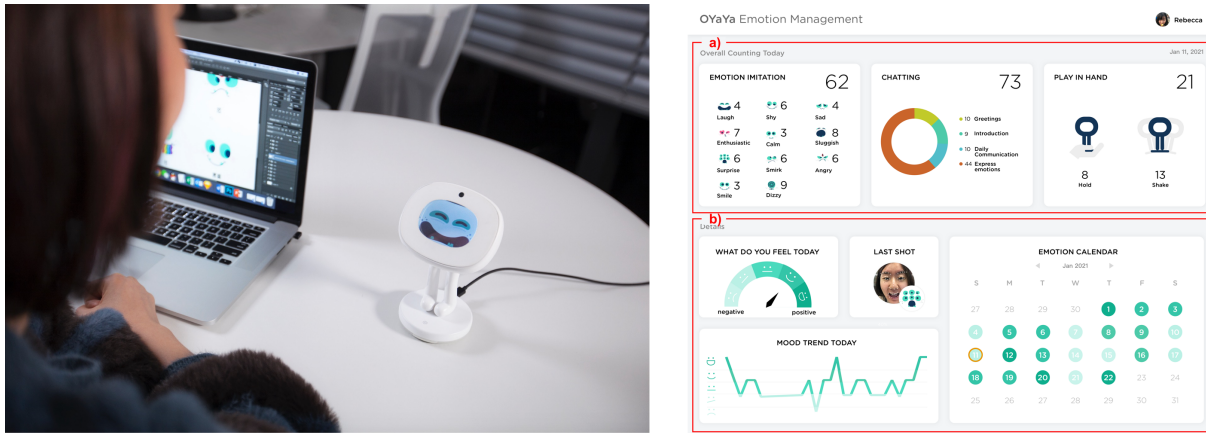 OYaYa Emotion Management
Rebecca
a)
Overall Counting Today
Jan 11, 2021
EMOTION IMITATION
62
4
Laugh
6
Shy
4
Sad
7
Enthusiastic
3
Calm
8
Sluggish
6
Surprise
6
Smirk
6
Angry
3
Smile
9
Dizzy
CHATTING
73
10 Greetings
9 Introduction
10 Daily
Communication
44 Express
emotions
PLAY IN HAND
21
8
Hold
13
Shake
b)
Details
WHAT DO YOU FEEL TODAY
negative
positive
LAST SHOT
MOOD TREND TODAY
EMOTION CALENDAR
Jan 2021
S M T W T F S
27 28 29 30 1 2 3
4 5 6 7 8 9 10
11 12 13 14 15 16 17
18 19 20 21 22 23 24
25 26 27 28 29 30 31